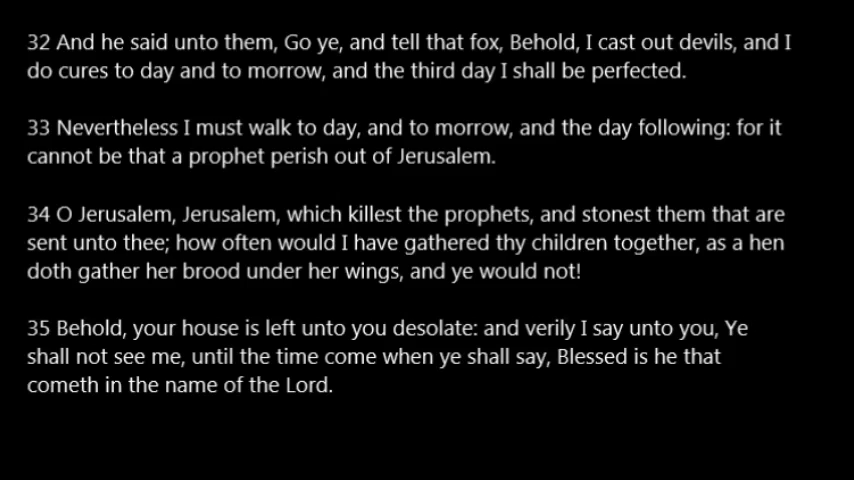 32 And he said unto them, Go ye, and tell that fox, Behold, I cast out devils, and I
do cures to day and to morrow, and the third day I shall be perfected.
33 Nevertheless I must walk to day, and to morrow, and the day following: for it
cannot be that a prophet perish out of Jerusalem.
34 O Jerusalem, Jerusalem, which killest the prophets, and stonest them that are
sent unto thee; how often would I have gathered thy children together, as a hen
doth gather her brood under her wings, and ye would not!
35 Behold, your house is left unto you desolate: and verily I say unto you, Ye
shall not see me, until the time come when ye shall say, Blessed is he that
cometh in the name of the Lord.